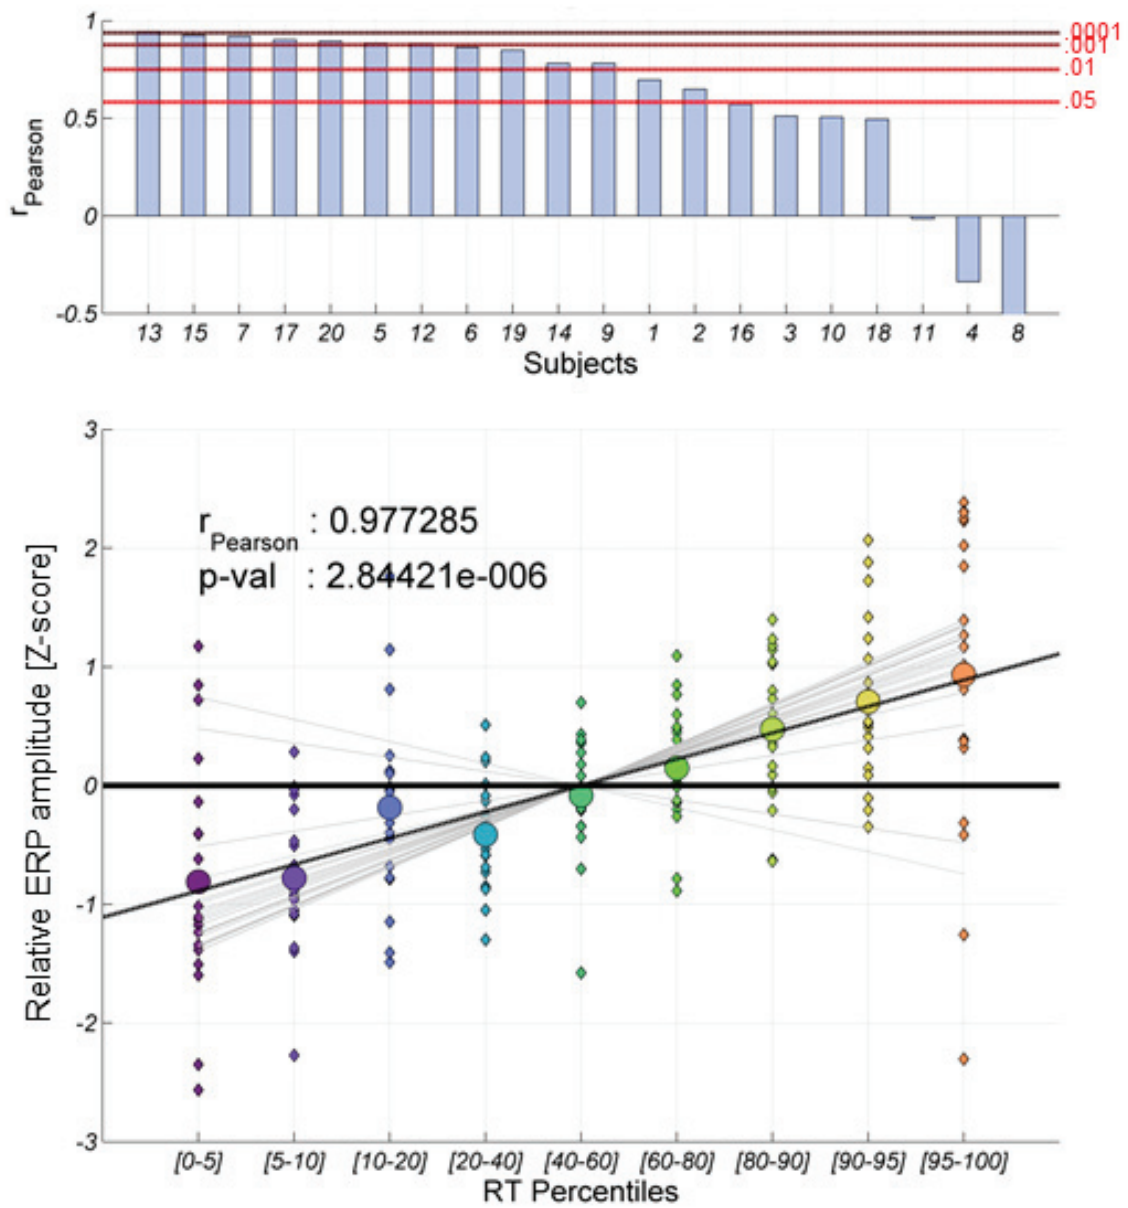 1
.0001
.001
.01
.05
0.5
0
-0.5
r Pearson
13 15 7 17 20 5 12 6 19 14 9 1 2 16 3 10 18 11 4 8
Subjects
3
2
1
0
-1
-2
-3
Relative ERP amplitude [Z-score]
r Pearson : 0.977285
p-val : 2.84421e-006
[0-5] [5-10] [10-20] [20-40] [40-60] [60-80] [80-90] [90-95] [95-100]
RT Percentiles